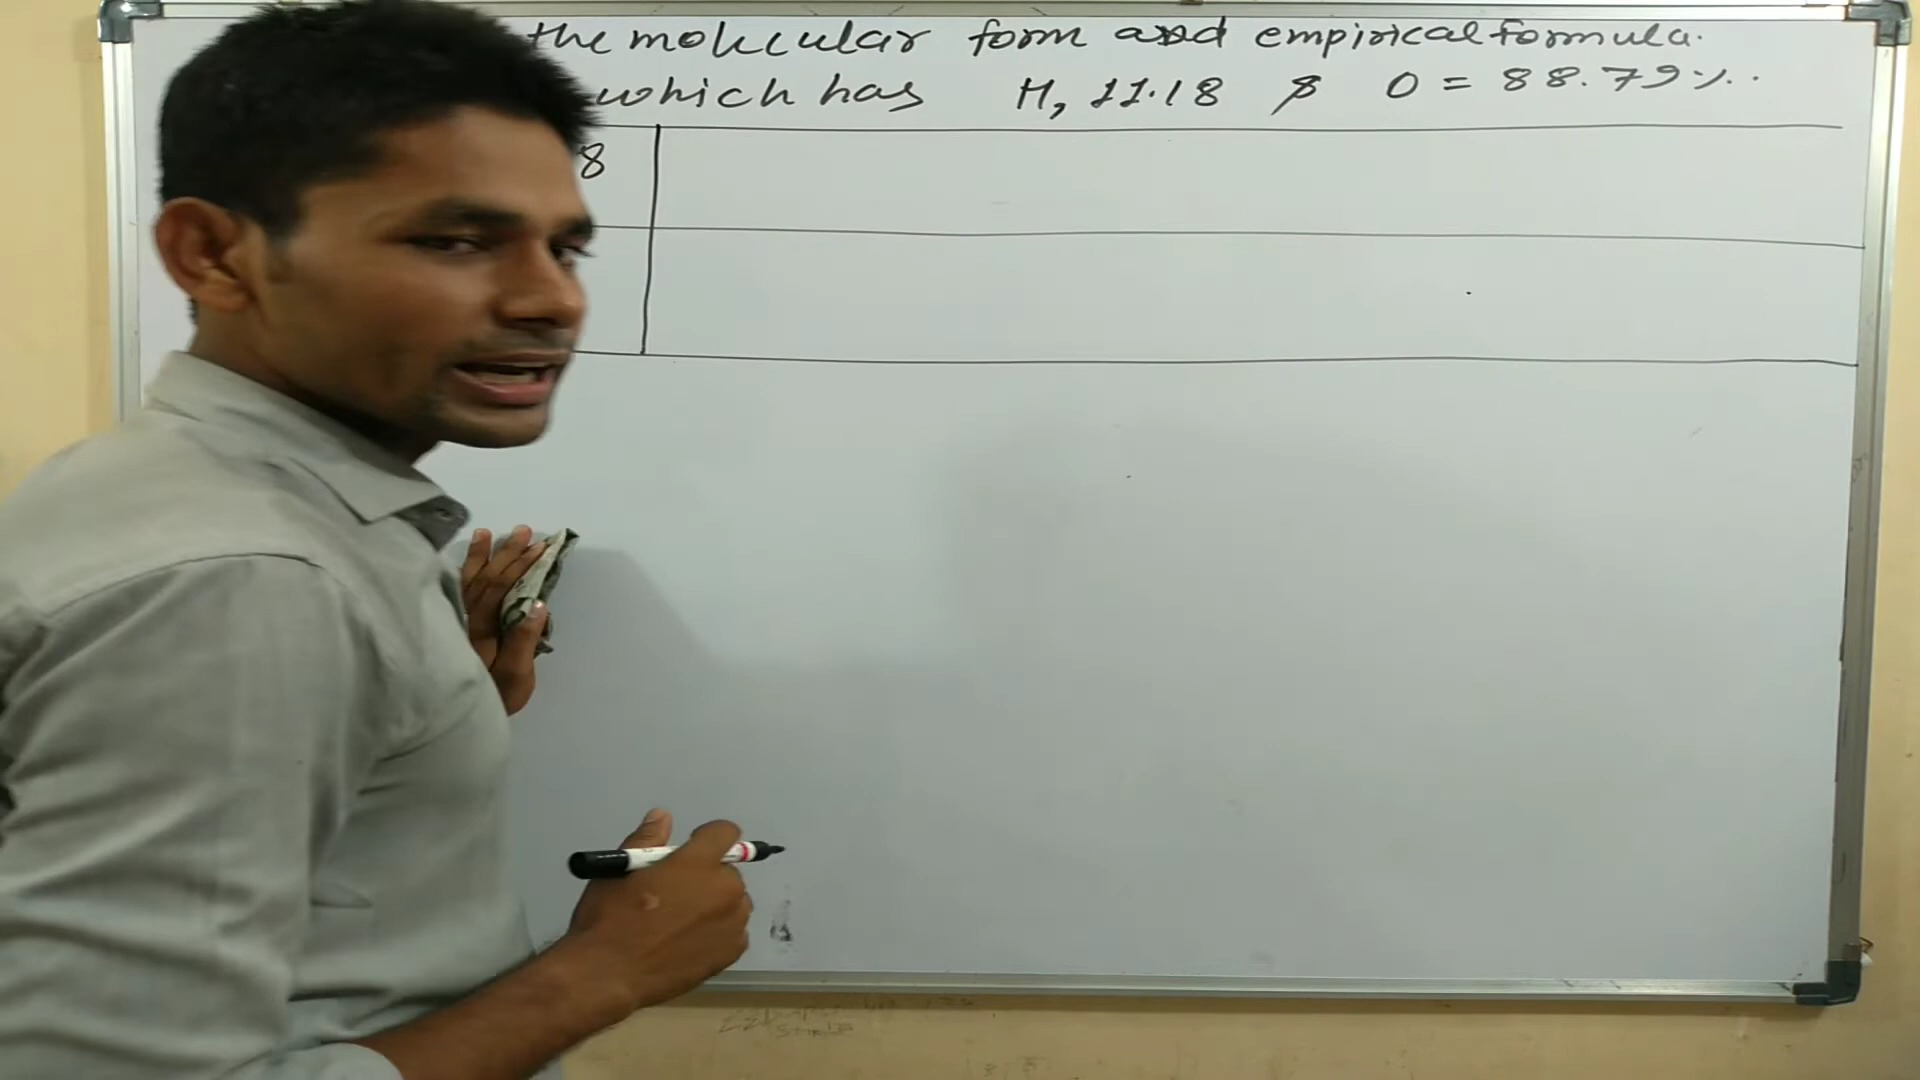 the molecular form and empirical formula.
which has H, 11.18 & O = 88.79%.
8